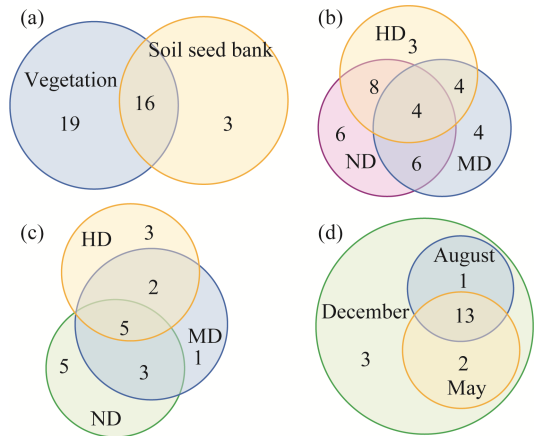 (a)
Vegetation
Soil seed bank
19
16
3
(b)
HD
3
8
4
4
6
4
ND
6
MD
(c)
HD
3
2
5
MD
1
5
3
ND
(d)
August
1
December
13
3
2
May